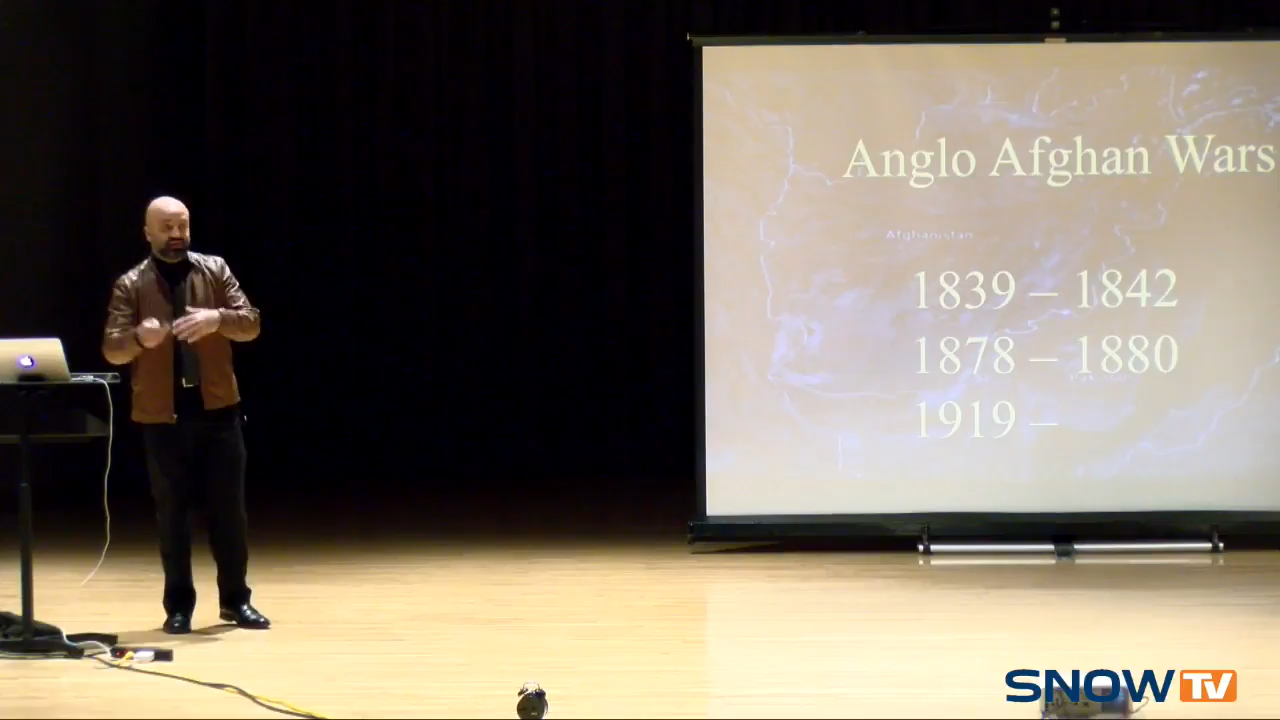 Anglo Afghan Wars
Afghanistan
1839 – 1842
1878 – 1880
1919 –
SNOW TV